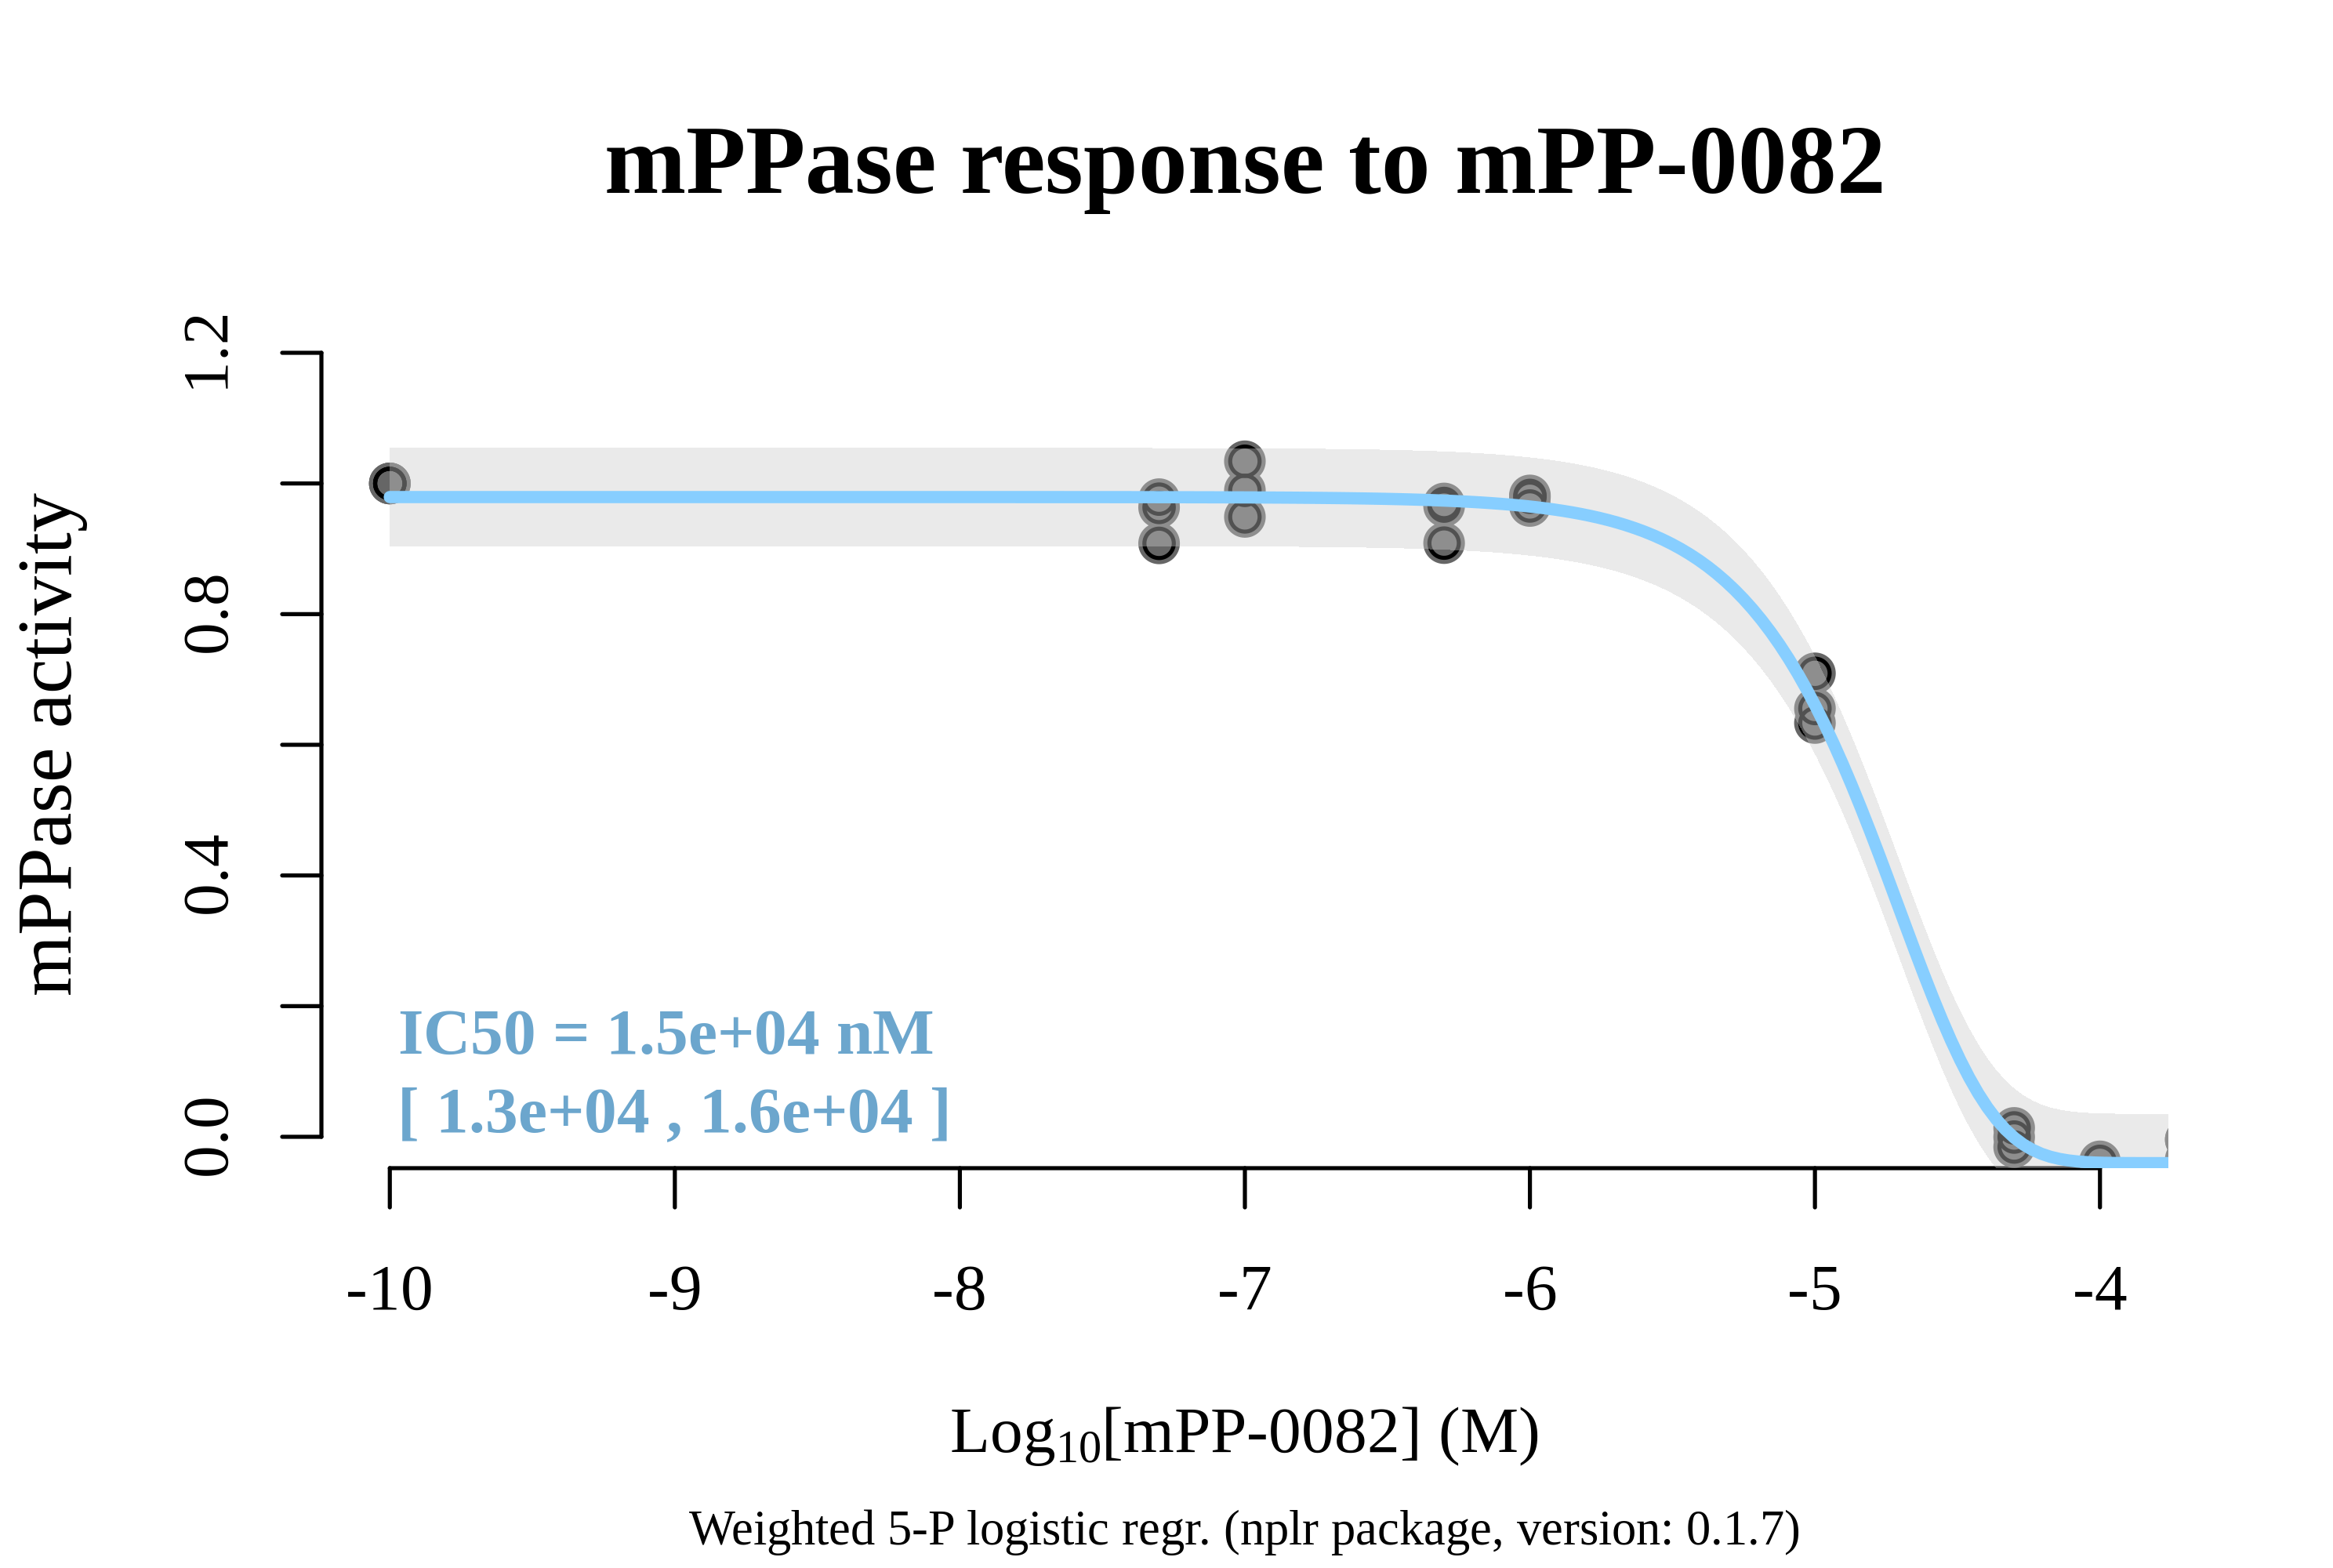 mPPase response to mPP-0082
mPPase activity
1.2
0.8
0.4
0.0
IC50 = 1.5e+04 nM
[ 1.3e+04 , 1.6e+04 ]
-10 -9 -8 -7 -6 -5 -4
Log10[mPP-0082] (M)
Weighted 5-P logistic regr. (nplr package, version: 0.1.7)